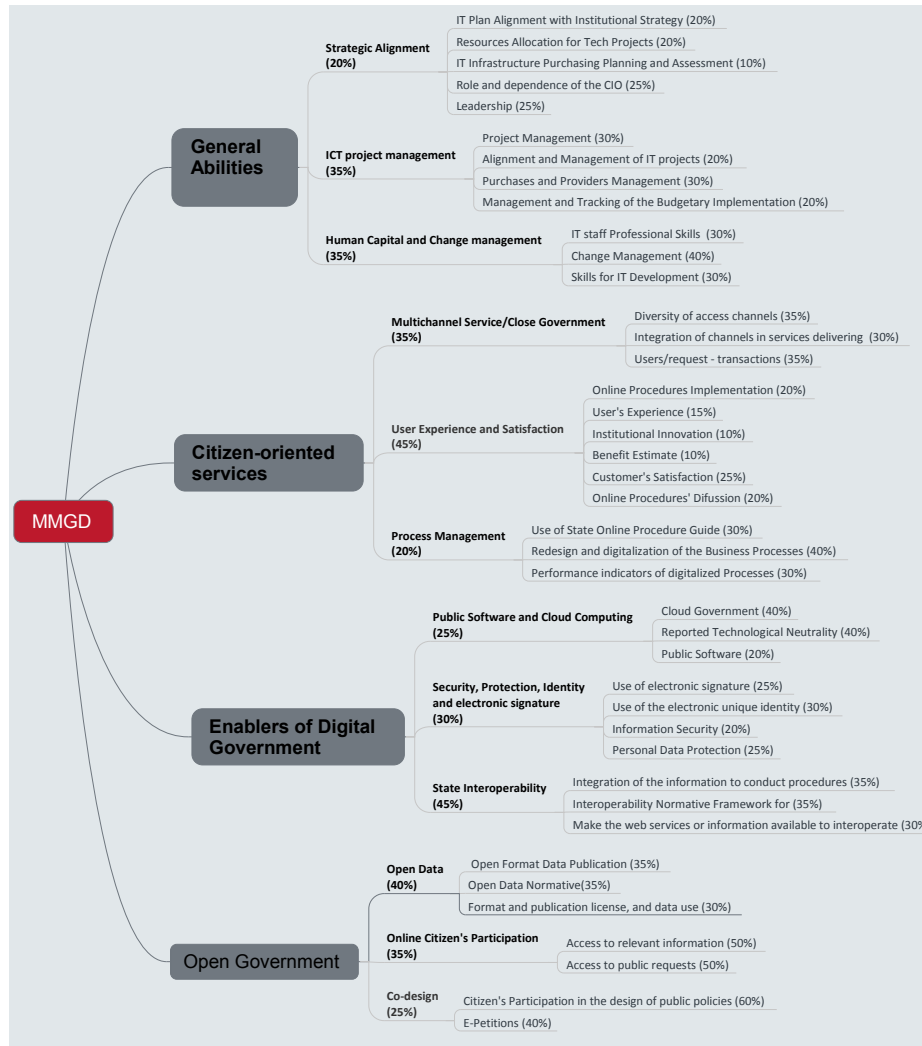 MMGD
General
Abilities
Strategic Alignment
(20%)
IT Plan Alignment with Institutional Strategy (20%)
Resources Allocation for Tech Projects (20%)
IT Infrastructure Purchasing Planning and Assessment (10%)
Role and dependence of the CIO (25%)
Leadership (25%)
ICT project management
(35%)
Project Management (30%)
Alignment and Management of IT projects (20%)
Purchases and Providers Management (30%)
Management and Tracking of the Budgetary Implementation (20%)
Human Capital and Change management
(35%)
IT staff Professional Skills (30%)
Change Management (40%)
Skills for IT Development (30%)
Citizen-oriented
services
Multichannel Service/Close Government
(35%)
Diversity of access channels (35%)
Integration of channels in services delivering (30%)
Users/request - transactions (35%)
User Experience and Satisfaction
(45%)
Online Procedures Implementation (20%)
User's Experience (15%)
Institutional Innovation (10%)
Benefit Estimate (10%)
Customer's Satisfaction (25%)
Online Procedures' Difussion (20%)
Process Management
(20%)
Use of State Online Procedure Guide (30%)
Redesign and digitalization of the Business Processes (40%)
Performance indicators of digitalized Processes (30%)
Enablers of Digital
Government
Public Software and Cloud Computing
(25%)
Cloud Government (40%)
Reported Technological Neutrality (40%)
Public Software (20%)
Security, Protection, Identity
and electronic signature
(30%)
Use of electronic signature (25%)
Use of the electronic unique identity (30%)
Information Security (20%)
Personal Data Protection (25%)
State Interoperability
(45%)
Integration of the information to conduct procedures (35%)
Interoperability Normative Framework for (35%)
Make the web services or information available to interoperate (30%
Open Government
Open Data
(40%)
Open Format Data Publication (35%)
Open Data Normative(35%)
Format and publication license, and data use (30%)
Online Citizen's Participation
(35%)
Access to relevant information (50%)
Access to public requests (50%)
Co-design
(25%)
Citizen's Participation in the design of public policies (60%)
E-Petitions (40%)